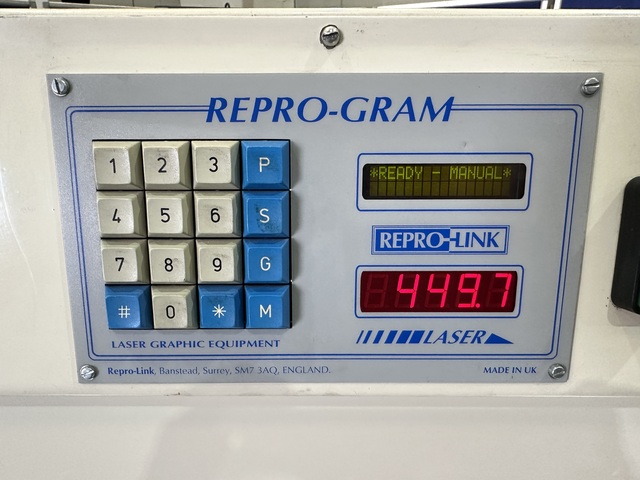 REPRO-GRAM
1 2 3 P
4 5 6 S
7 8 9 G
# 0 * M
*READY - MANUAL*
REPRO-LINK
449.7
LASER
LASER GRAPHIC EQUIPMENT
Repro-Link, Banstead, Surrey, SM7 3AQ, ENGLAND.
MADE IN UK